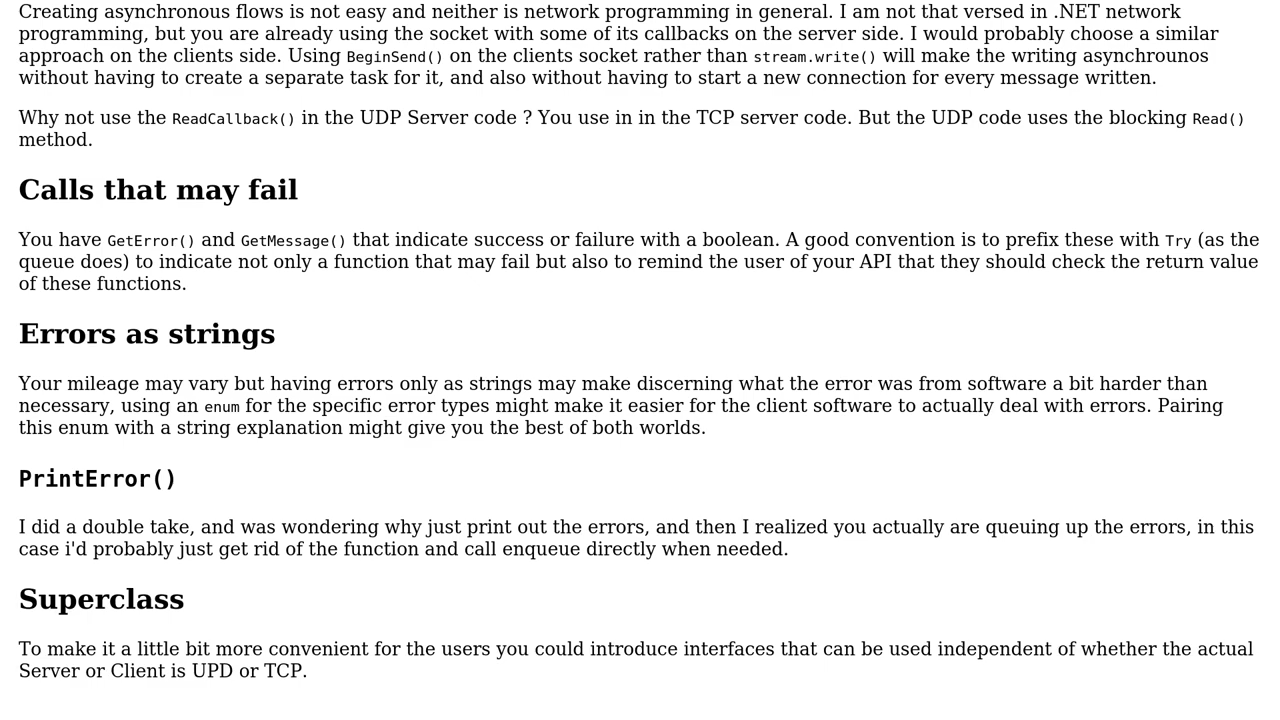 Creating asynchronous flows is not easy and neither is network programming in general. I am not that versed in .NET network
programming, but you are already using the socket with some of its callbacks on the server side. I would probably choose a similar
approach on the clients side. Using BeginSend() on the clients socket rather than stream.write() will make the writing asynchrounos
without having to create a separate task for it, and also without having to start a new connection for every message written.
Why not use the ReadCallback() in the UDP Server code ? You use in in the TCP server code. But the UDP code uses the blocking Read()
method.
Calls that may fail
You have GetError() and GetMessage() that indicate success or failure with a boolean. A good convention is to prefix these with Try (as the
queue does) to indicate not only a function that may fail but also to remind the user of your API that they should check the return value
of these functions.
Errors as strings
Your mileage may vary but having errors only as strings may make discerning what the error was from software a bit harder than
necessary, using an enum for the specific error types might make it easier for the client software to actually deal with errors. Pairing
this enum with a string explanation might give you the best of both worlds.
PrintError()
I did a double take, and was wondering why just print out the errors, and then I realized you actually are queuing up the errors, in this
case i'd probably just get rid of the function and call enqueue directly when needed.
Superclass
To make it a little bit more convenient for the users you could introduce interfaces that can be used independent of whether the actual
Server or Client is UPD or TCP.